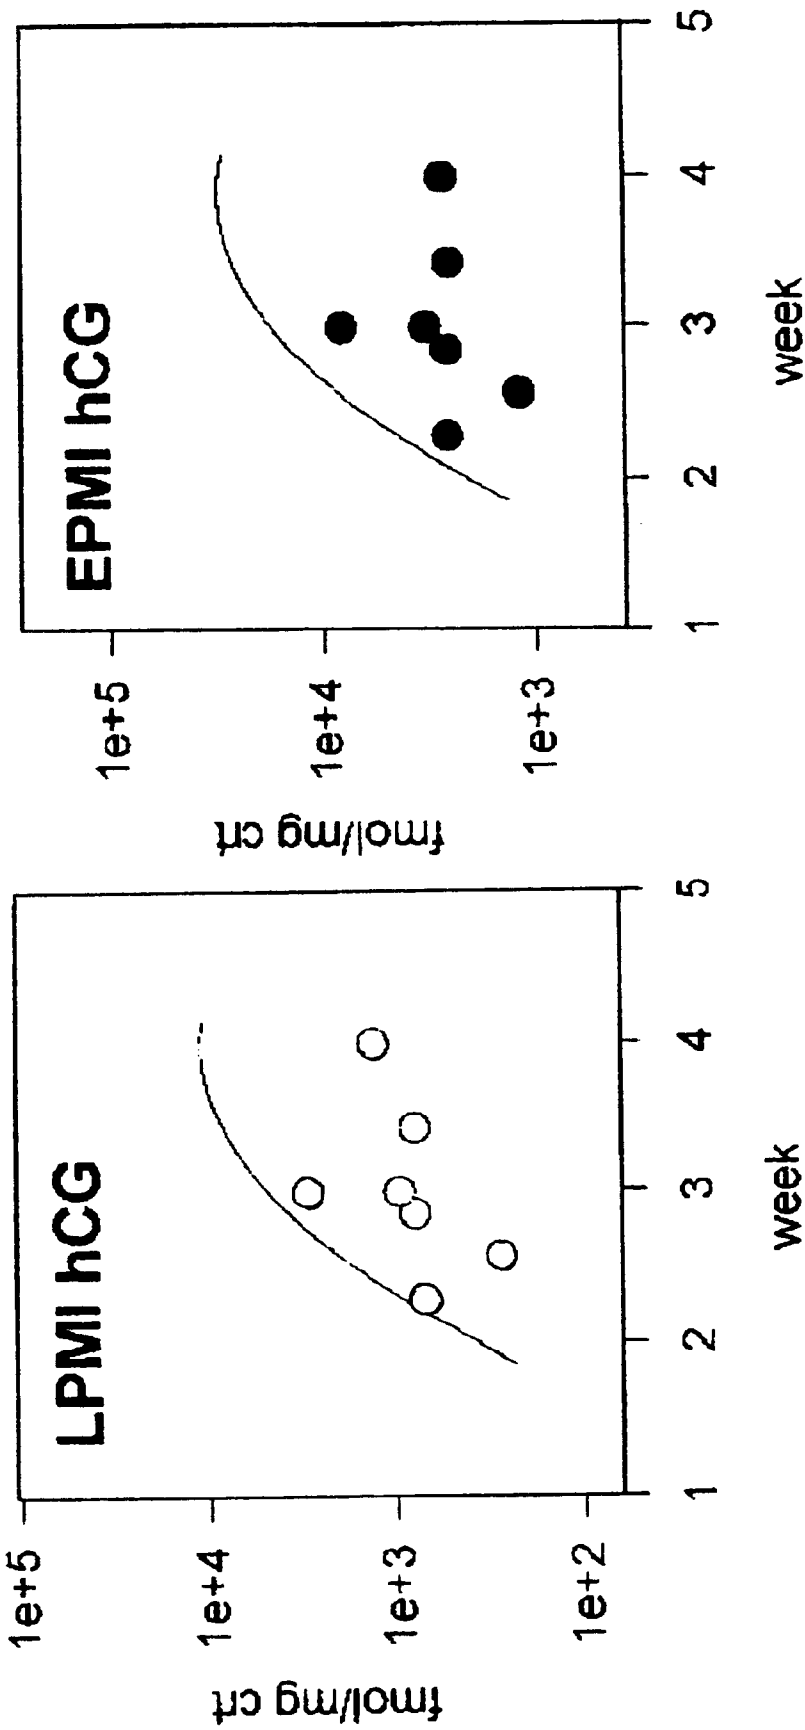 LPMI hCG
fmol/mg crt
1e+5
1e+4
1e+3
1e+2
1 2 3 4 5
week
EPMI hCG
fmol/mg crt
1e+5
1e+4
1e+3
1 2 3 4 5
week